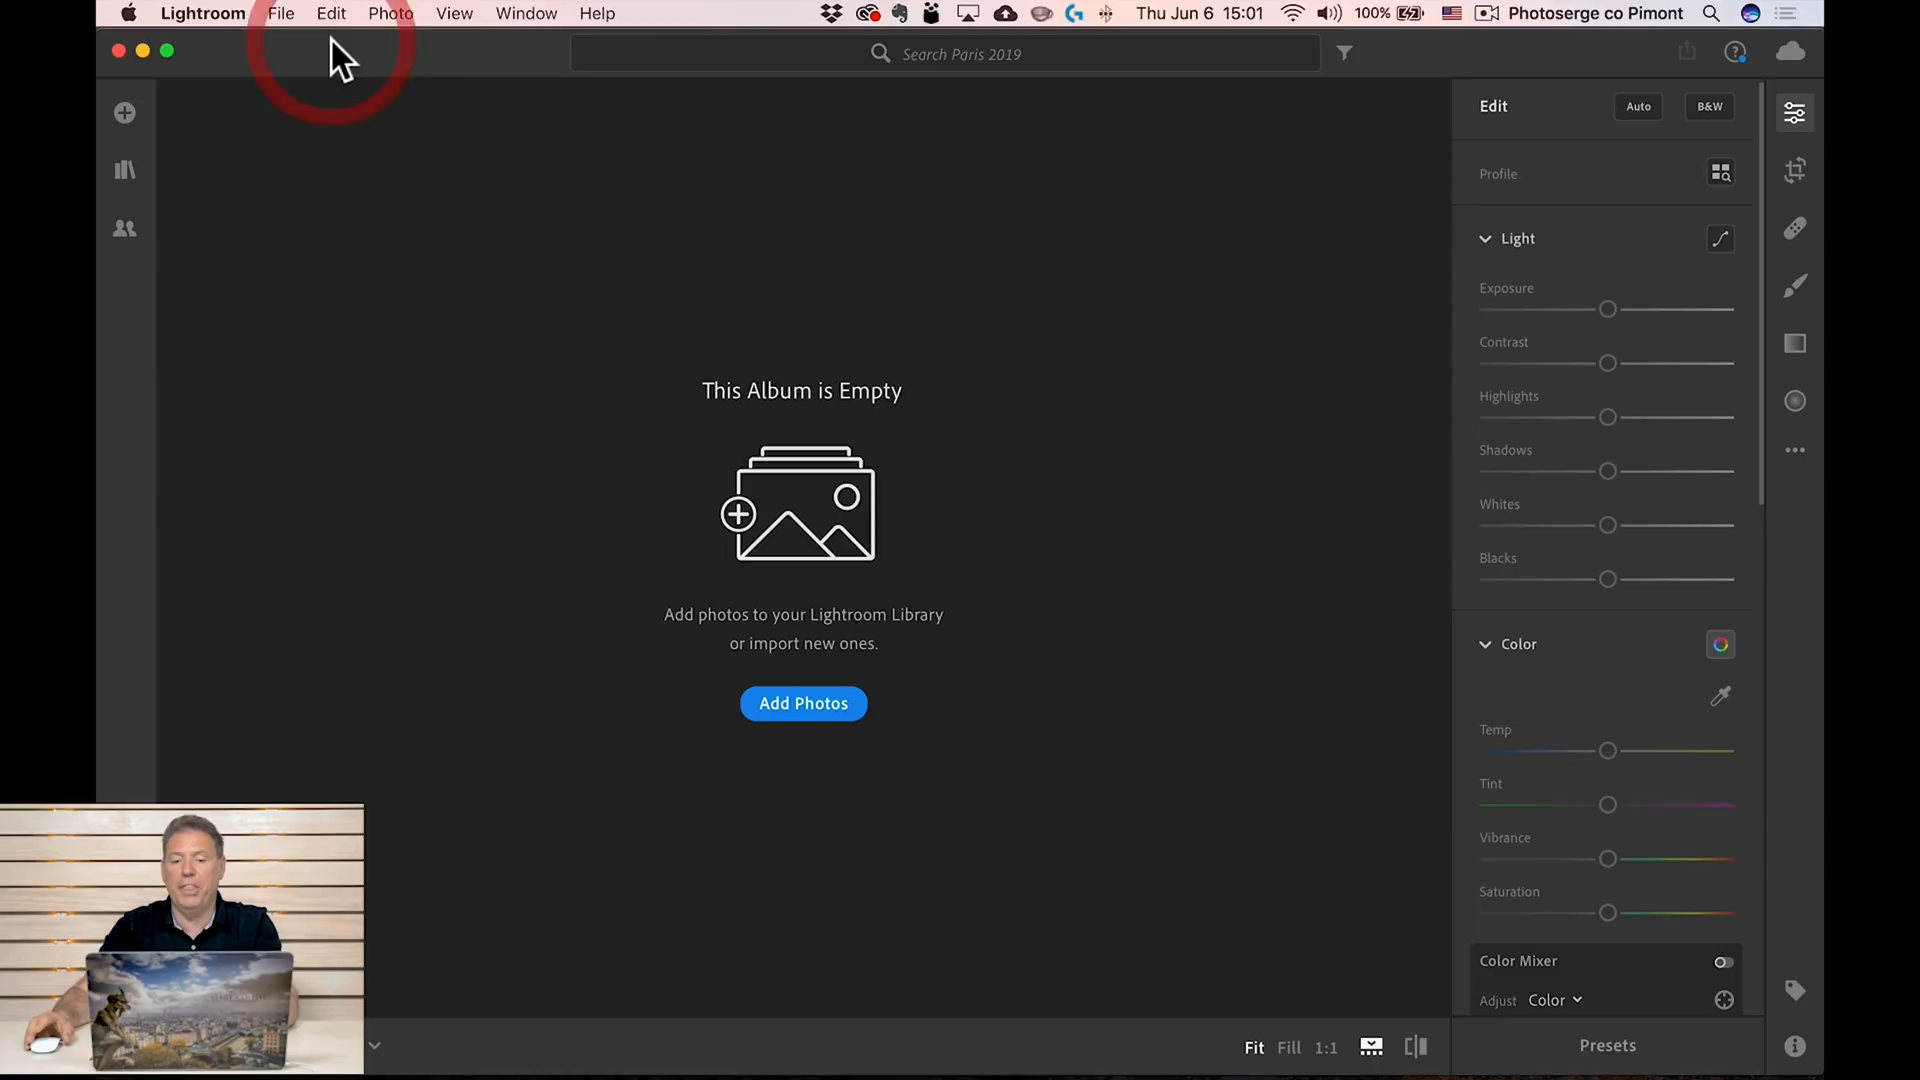 Lightroom File Edit Photo View Window Help Thu Jun 6 15:01 100% Photoserge co Pimont
Search Paris 2019
Edit Auto B&W
Profile
Light
Exposure
Contrast
Highlights
Shadows
Whites
Blacks
Color
Temp
Tint
Vibrance
Saturation
Color Mixer
Adjust Color
This Album is Empty
Add photos to your Lightroom Library
or import new ones.
Add Photos
Fit Fill 1:1
Presets